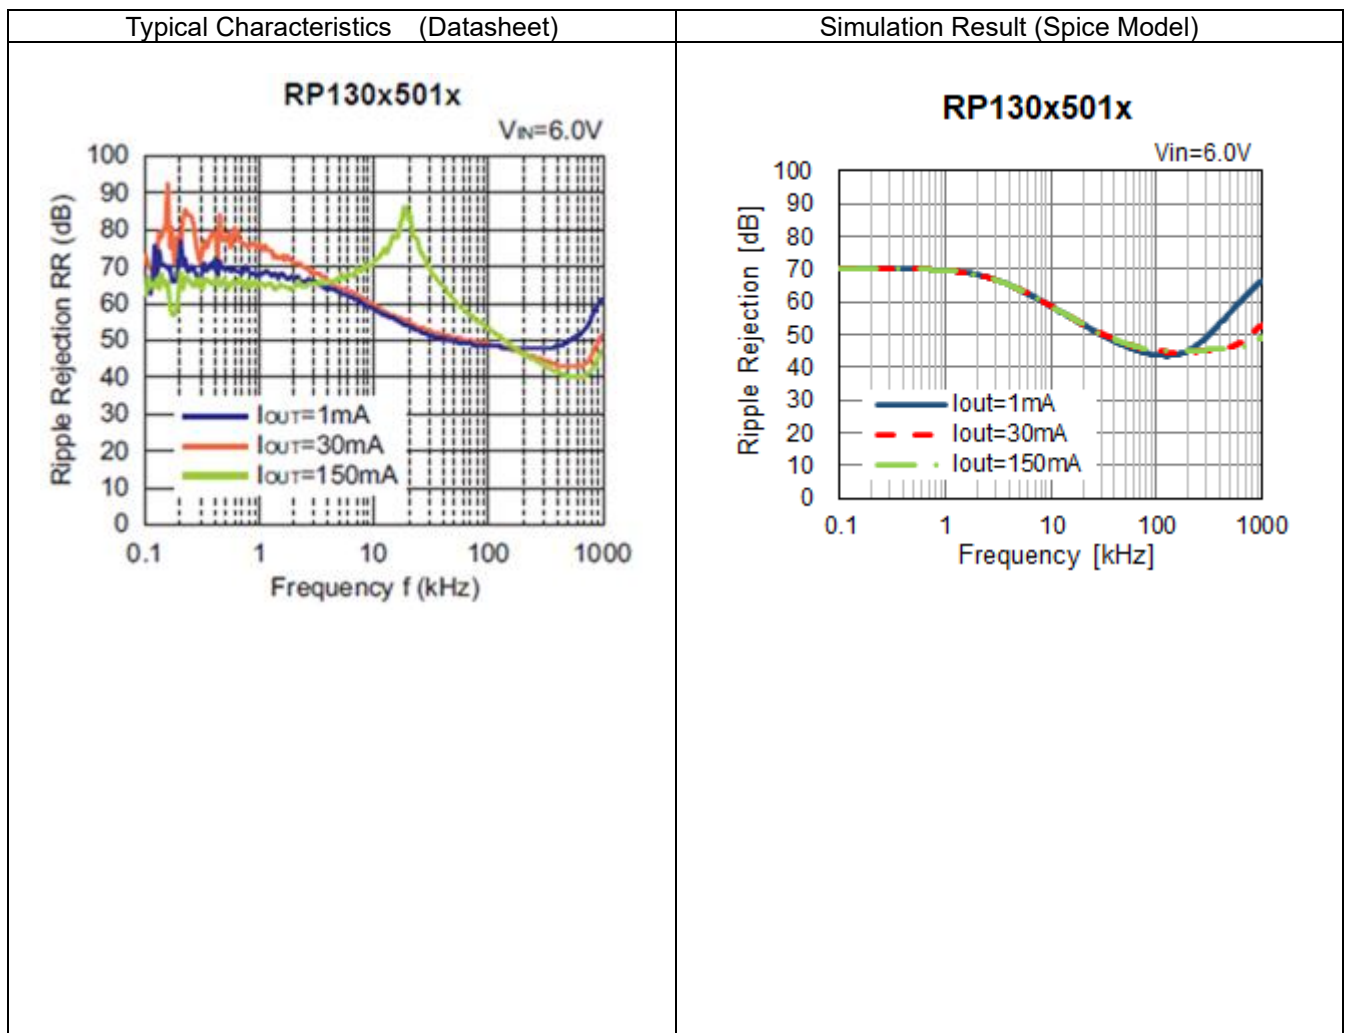 Typical Characteristics (Datasheet)
Simulation Result (Spice Model)
RP130x501x
VIN=6.0V
Ripple Rejection RR (dB)
100
90
80
70
60
50
40
30
20
10
0
IOUT=1mA
IOUT=30mA
IOUT=150mA
0.1 1 10 100 1000
Frequency f (kHz)
RP130x501x
Vin=6.0V
Ripple Rejection [dB]
100
90
80
70
60
50
40
30
20
10
0
Iout=1mA
Iout=30mA
Iout=150mA
0.1 1 10 100 1000
Frequency [kHz]